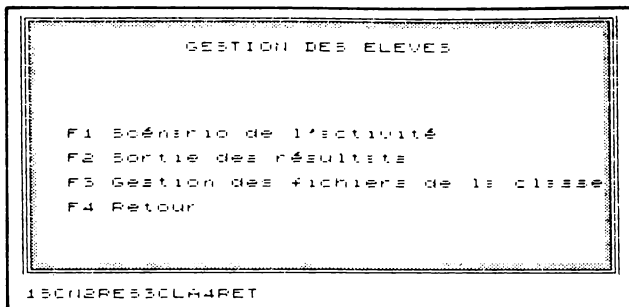 GESTION DES ELEVES
F1 Scénario de l'activité
F2 Sortie des résultats
F3 Gestion des fichiers de la classe
F4 Retour
1SCN2RES3CLA4RET